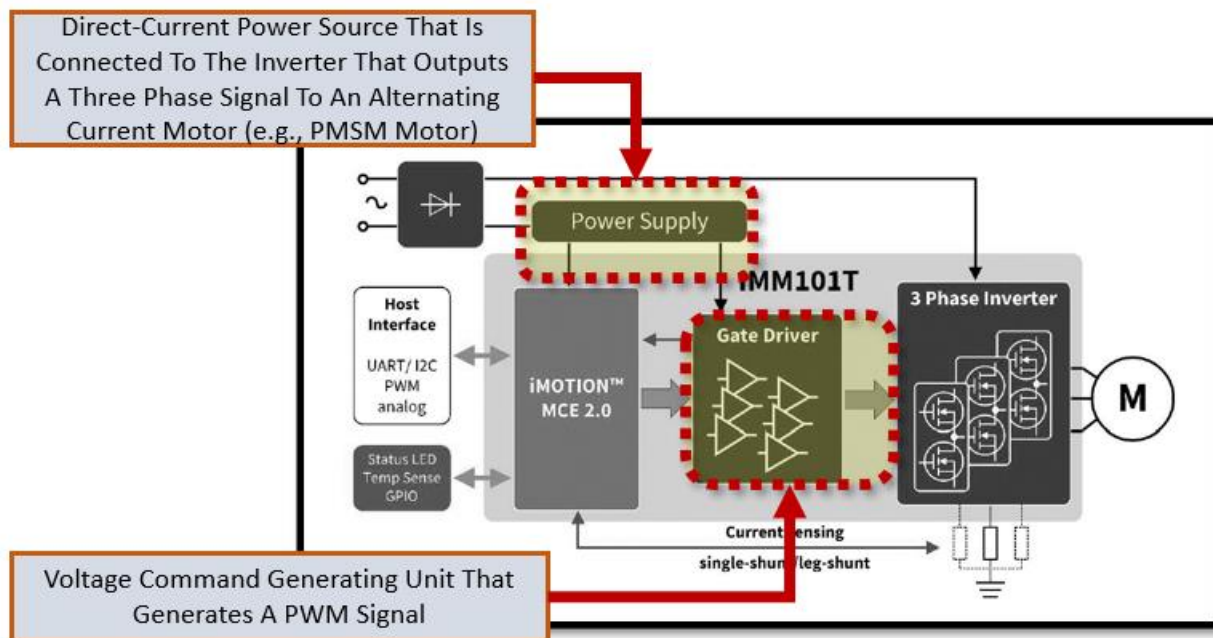 Direct-Current Power Source That Is
Connected To The Inverter That Outputs
A Three Phase Signal To An Alternating
Current Motor (e.g., PMSM Motor)
Power Supply
iMM101T
Host
Interface
UART/ I2C
PWM
analog
iMOTION™
MCE 2.0
Gate Driver
3 Phase Inverter
M
Status LED
Temp Sense
GPIO
Current sensing
single-shunt/leg-shunt
Voltage Command Generating Unit That
Generates A PWM Signal